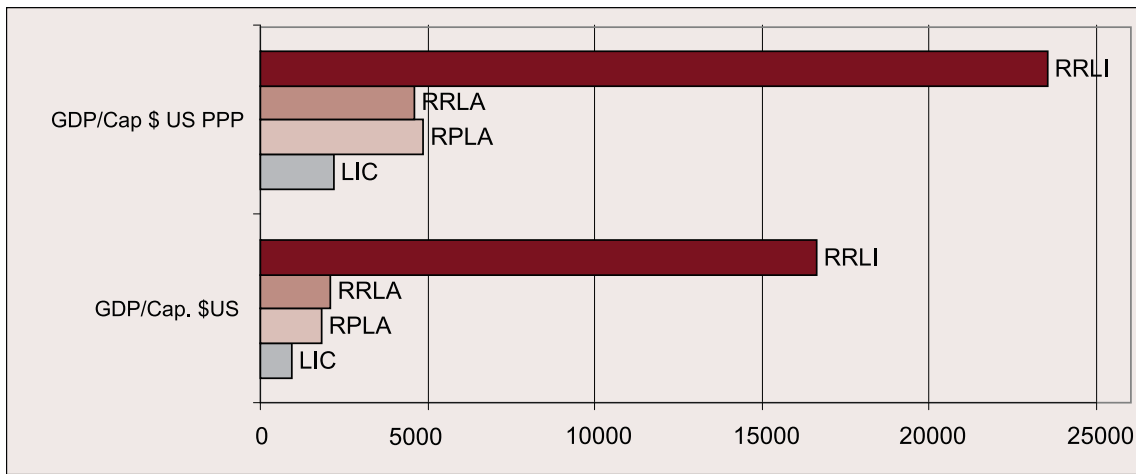 RRLI
GDP/Cap $ US PPP
RRLA
RPLA
LIC
RRLI
GDP/Cap. $US
RRLA
RPLA
LIC
0 5000 10000 15000 20000 25000